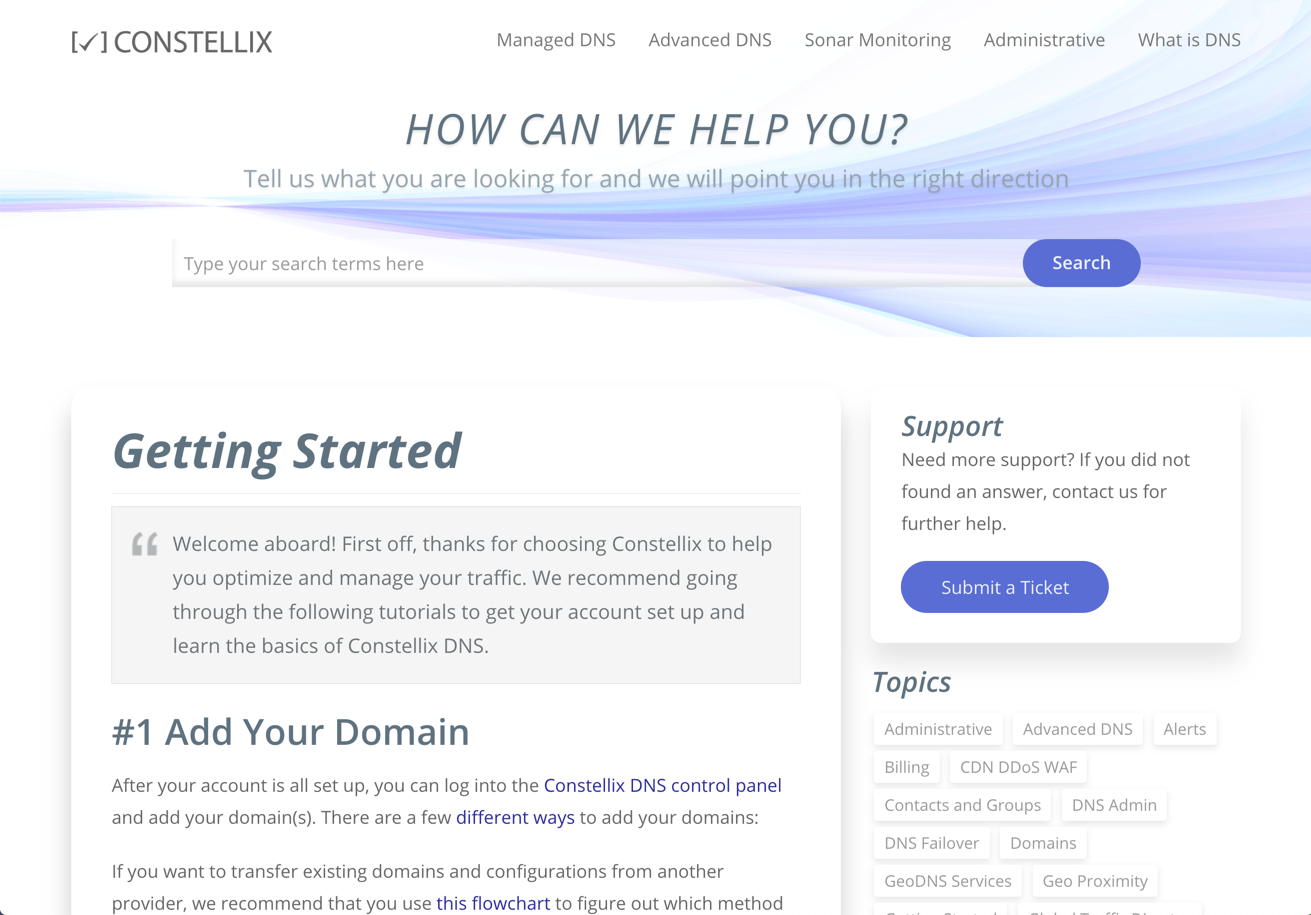 [✓] CONSTELLIX
Managed DNS Advanced DNS Sonar Monitoring Administrative What is DNS
HOW CAN WE HELP YOU?
Tell us what you are looking for and we will point you in the right direction
Type your search terms here
Search
Getting Started
Welcome aboard! First off, thanks for choosing Constellix to help
you optimize and manage your traffic. We recommend going
through the following tutorials to get your account set up and
learn the basics of Constellix DNS.
#1 Add Your Domain
After your account is all set up, you can log into the Constellix DNS control panel
and add your domain(s). There are a few different ways to add your domains:
If you want to transfer existing domains and configurations from another
provider, we recommend that you use this flowchart to figure out which method
Support
Need more support? If you did not
found an answer, contact us for
further help.
Submit a Ticket
Topics
Administrative Advanced DNS Alerts
Billing CDN DDoS WAF
Contacts and Groups DNS Admin
DNS Failover Domains
GeoDNS Services Geo Proximity